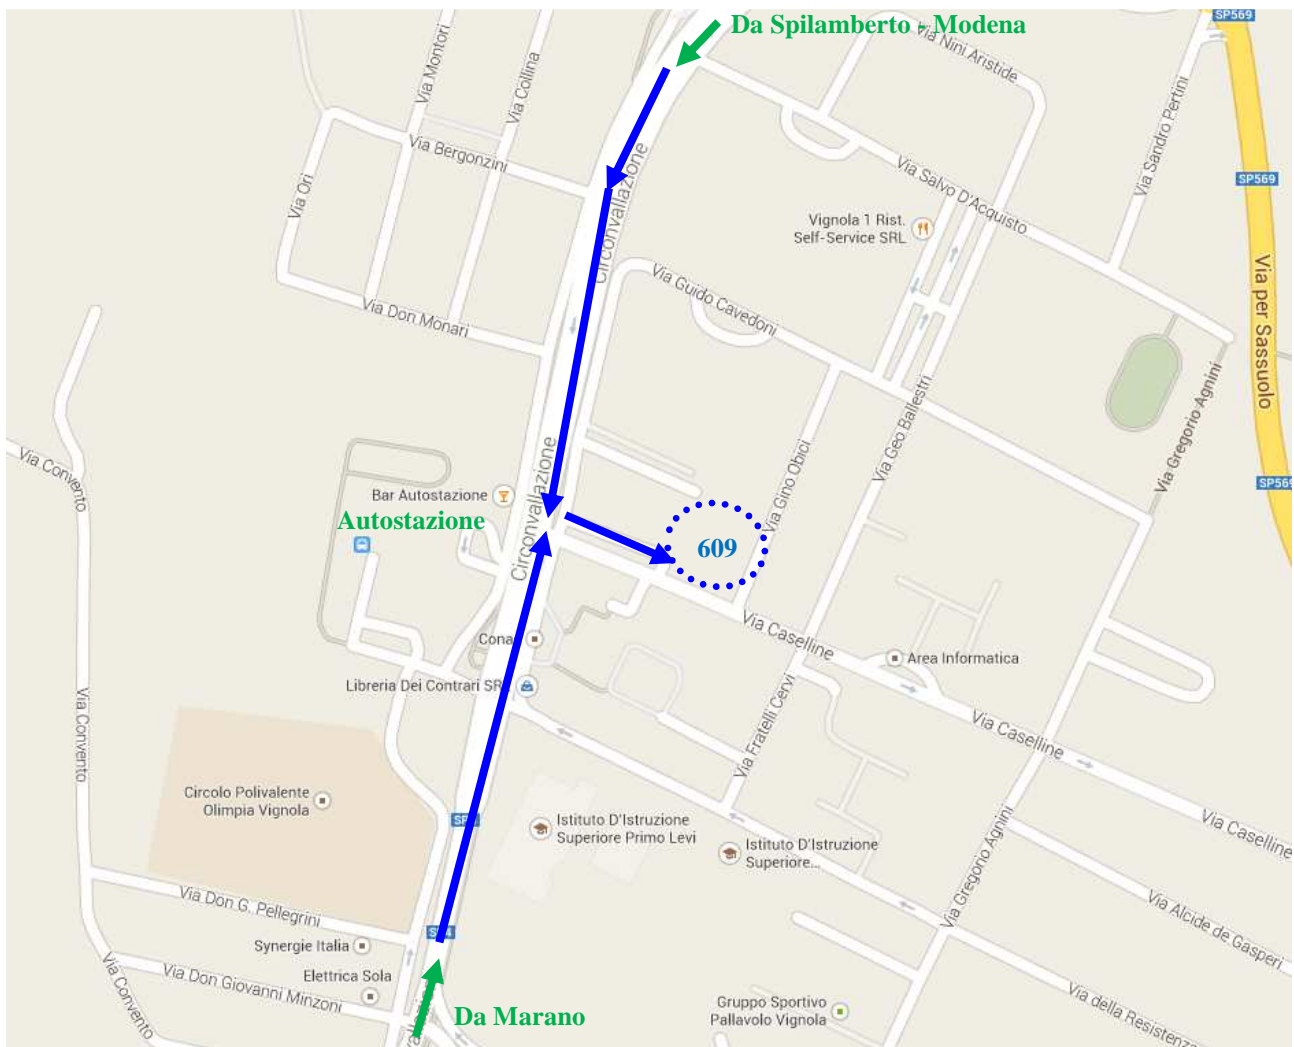 Da Spilamberto - Modena
SP569
Via Nini Aristide
Via Montori
Via Collina
Via Sandro Pertini
Via Bergonzini
Circonvallazione
Via Salvo D'Acquisto
SP569
Via Ori
Vignola 1 Rist.
Self-Service SRL
Via Guido Cavedoni
Via per Sassuolo
Via Don Monari
Via Gregorio Agnini
Via Geo Ballestri
Via Convento
Circonvallazione
Via Gino Obici
Bar Autostazione
SP569
Autostazione
609
Via Caselline
Cona
Area Informatica
Libreria Dei Contrari SR
Via Convento
Via Fratelli Cervi
Via Caselline
Circolo Polivalente
Olimpia Vignola
Istituto D'Istruzione
Superiore Primo Levi
Istituto D'Istruzione
Superiore...
Via Caselline
Via Gregorio Agnini
Via Don G. Pellegrini
Via Alcide de Gasperi
Synergie Italia
Via Convento
Via Don Giovanni Minzoni
Elettrica Sola
Via della Resistenza
Gruppo Sportivo
Pallavolo Vignola
Da Marano